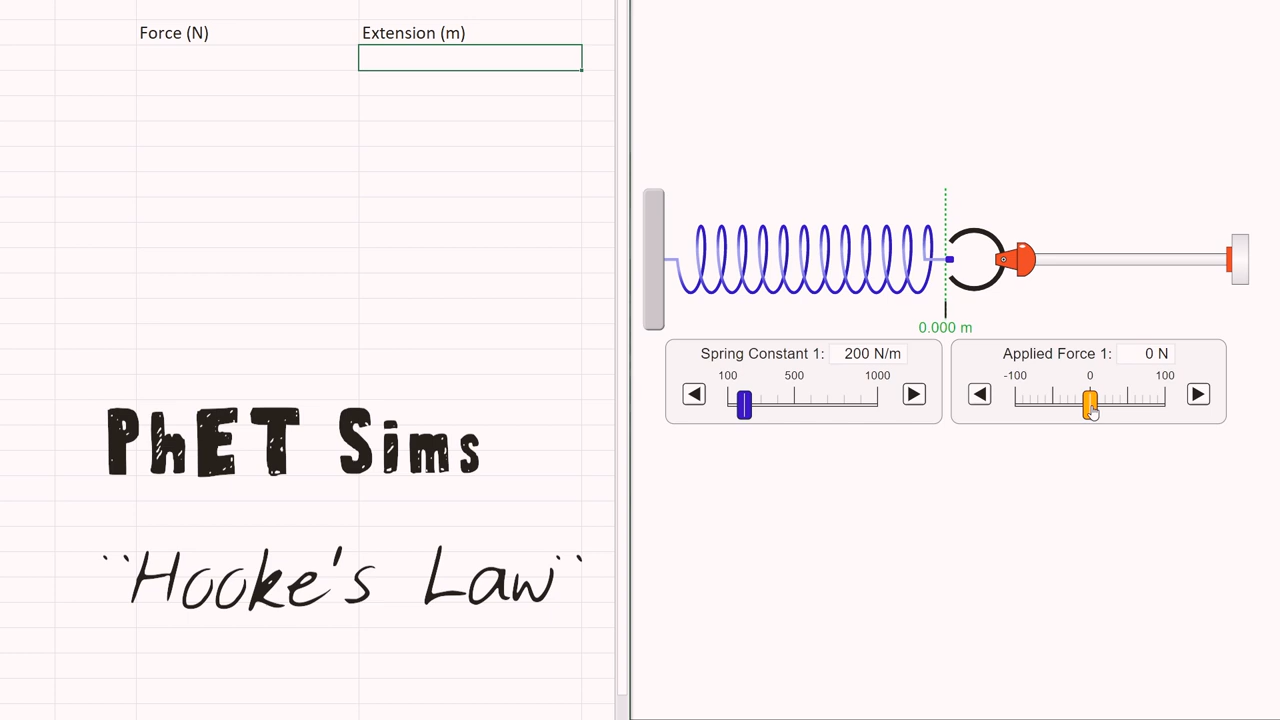 Force (N) Extension (m)
0.000 m
Spring Constant 1: 200 N/m
100 500 1000
Applied Force 1: 0 N
-100 0 100
PhET Sims
¨Hooke's Law¨